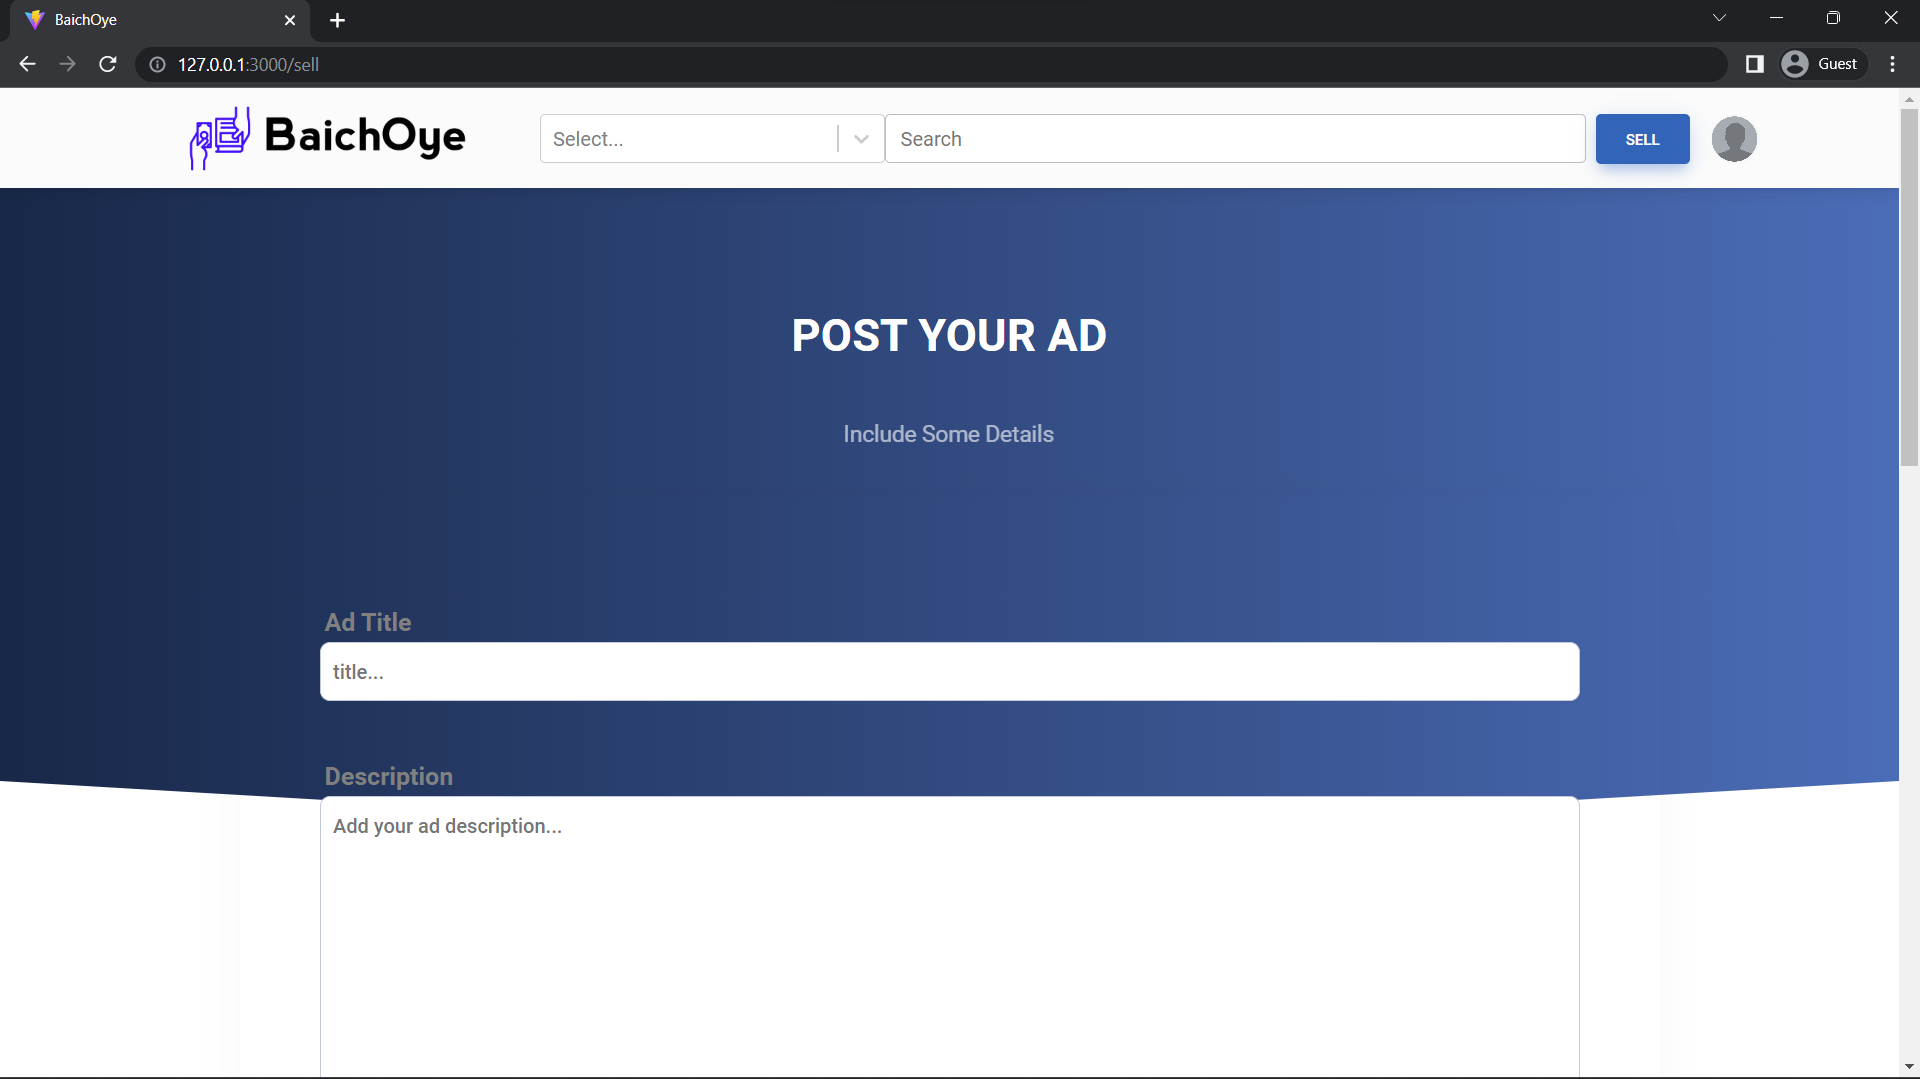 BaichOye
127.0.0.1:3000/sell
Guest
BaichOye
Select...
Search
SELL
POST YOUR AD
Include Some Details
Ad Title
title...
Description
Add your ad description...